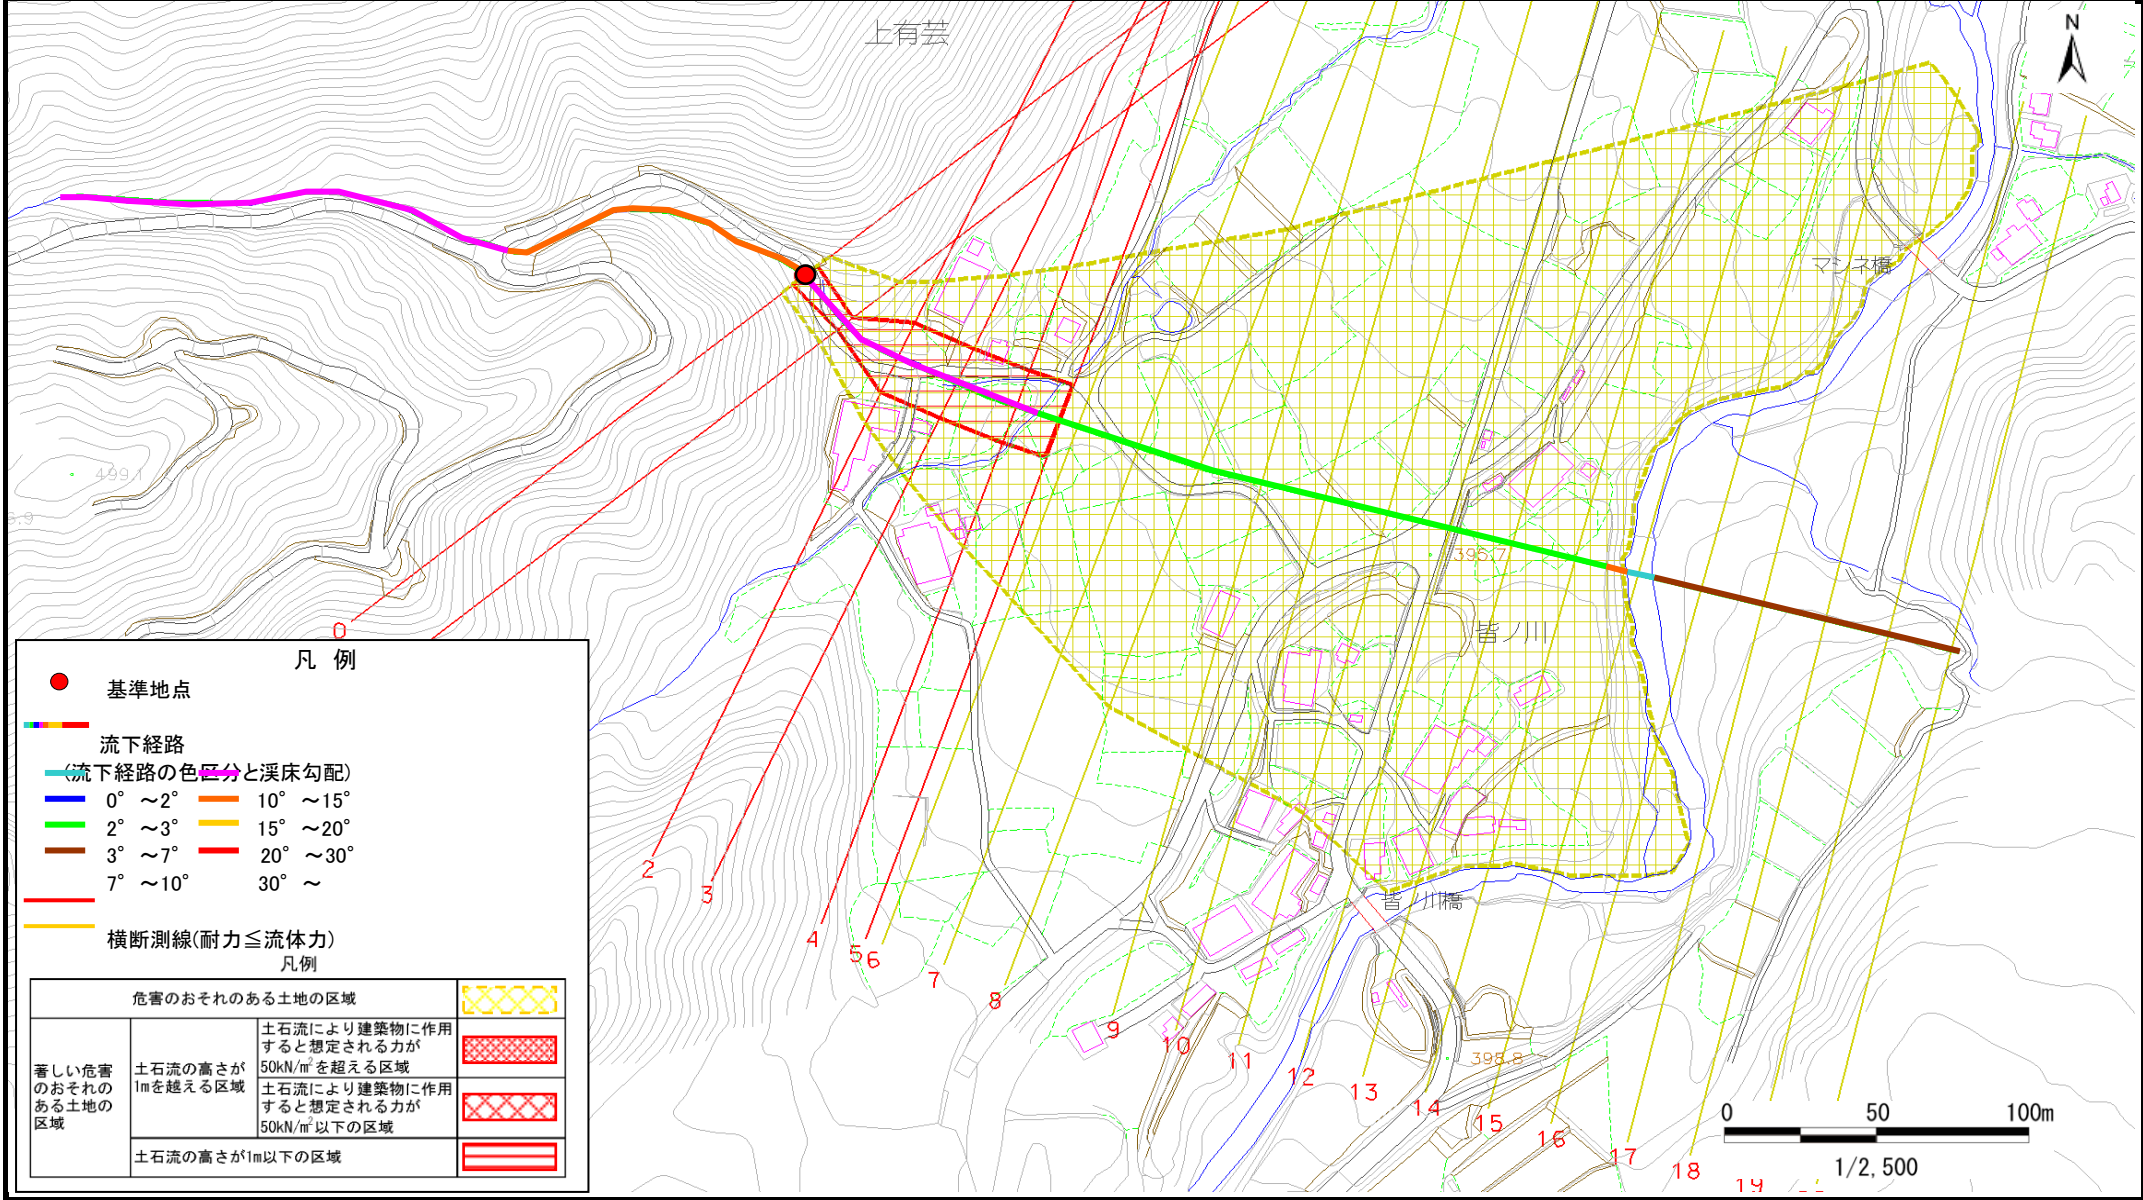 上有芸
N
マシネ橋
499.1
395.7
皆ノ川
皆ノ川橋
398.8
0
2
3
4
5
6
7
8
9
10
11
12
13
14
15
16
17
18
19
凡 例
基準地点
流下経路
(流下経路の色区分と渓床勾配)
0° ～2° 10° ～15°
2° ～3° 15° ～20°
3° ～7° 20° ～30°
7° ～10° 30° ～
横断測線(耐力≦流体力)
凡例
危害のおそれのある土地の区域
著しい危害
のおそれの
ある土地の
区域
土石流の高さが
1mを越える区域
土石流により建築物に作用
すると想定される力が
50kN/㎡を超える区域
土石流により建築物に作用
すると想定される力が
50kN/㎡以下の区域
土石流の高さが1m以下の区域
0 50 100m
1/2,500